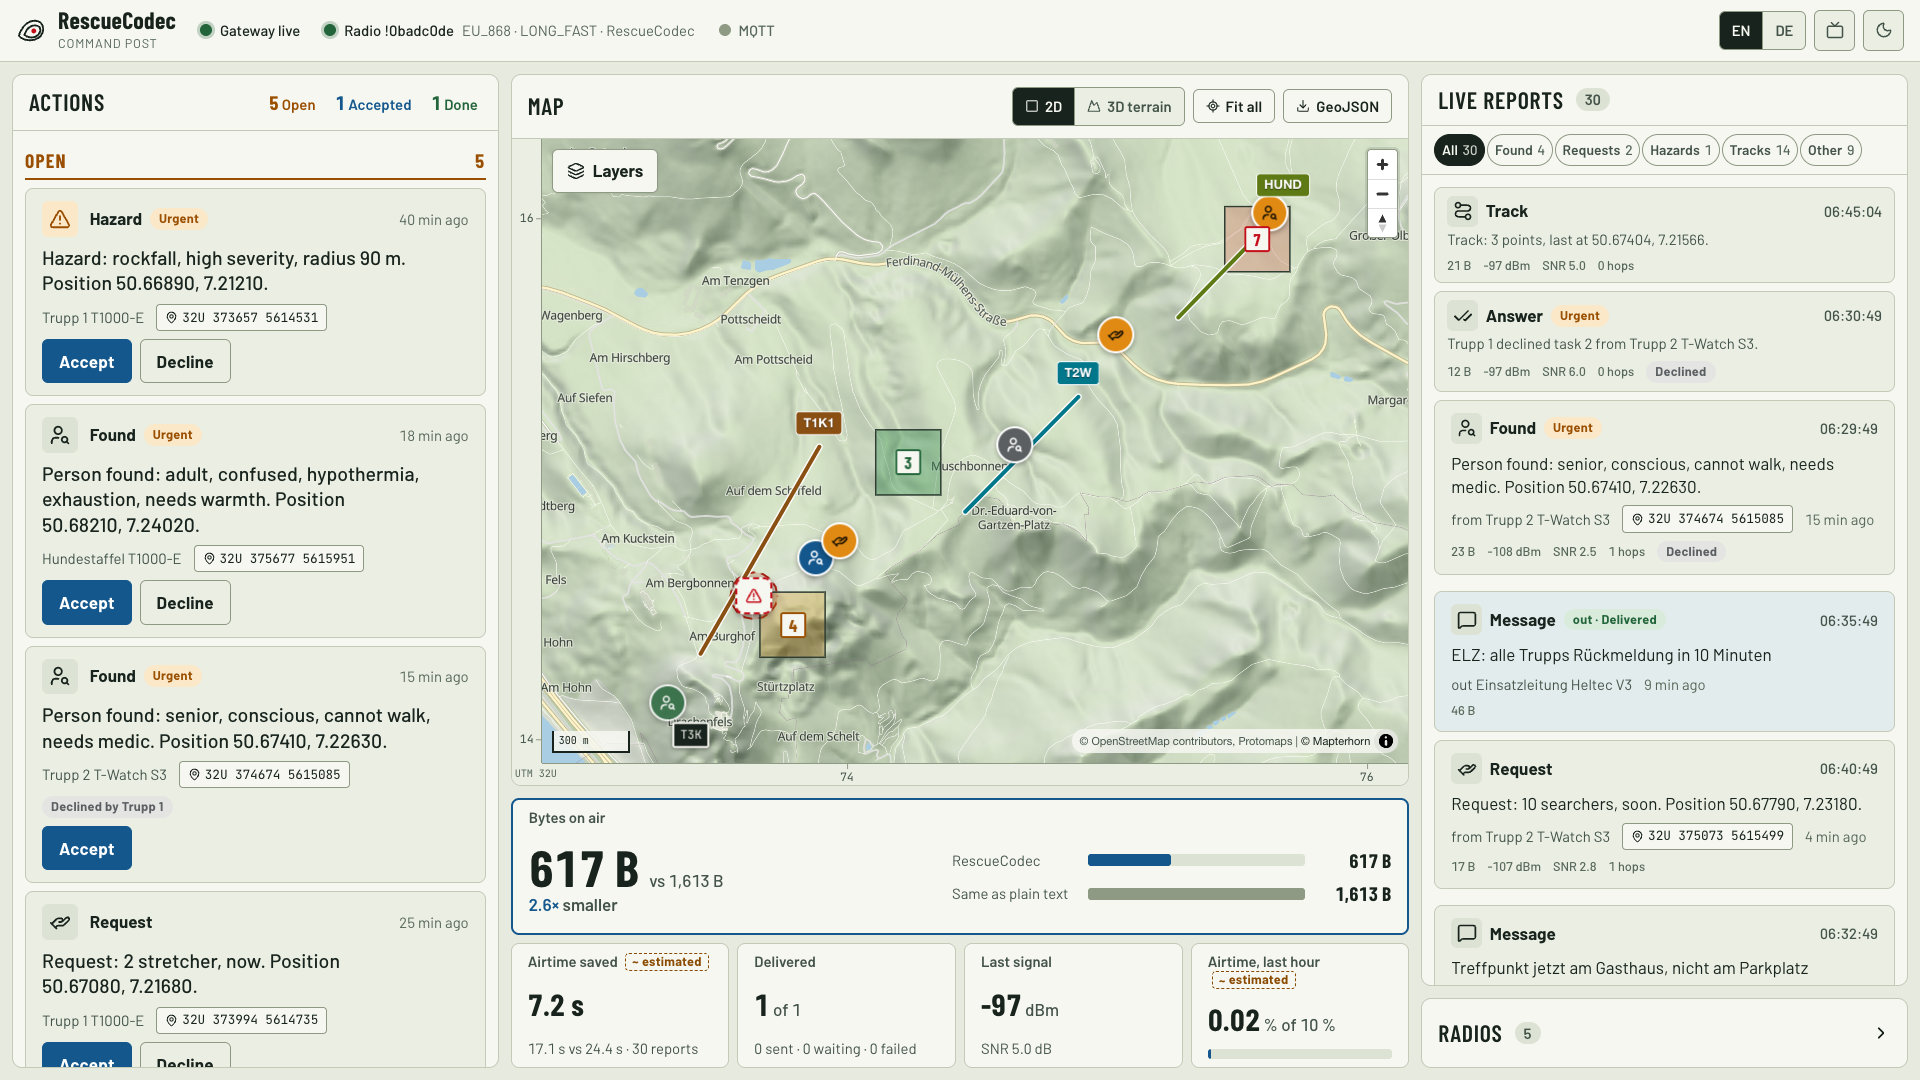 RescueCodec
COMMAND POST
Gateway live
Radio !0badc0de EU_868 · LONG_FAST · RescueCodec
MQTT
EN DE
ACTIONS
5 Open 1 Accepted 1 Done
OPEN 5
Hazard Urgent 40 min ago
Hazard: rockfall, high severity, radius 90 m.
Position 50.66890, 7.21210.
Trupp 1 T1000-E 32U 373657 5614531
Accept Decline
Found Urgent 18 min ago
Person found: adult, confused, hypothermia,
exhaustion, needs warmth. Position
50.68210, 7.24020.
Hundestaffel T1000-E 32U 375677 5615951
Accept Decline
Found Urgent 15 min ago
Person found: senior, conscious, cannot walk,
needs medic. Position 50.67410, 7.22630.
Trupp 2 T-Watch S3 32U 374674 5615085
Declined by Trupp 1
Accept
Request 25 min ago
Request: 2 stretcher, now. Position
50.67080, 7.21680.
Trupp 1 T1000-E 32U 373994 5614735
Accept Decline
MAP
2D 3D terrain Fit all GeoJSON
Layers
HUND
16
7
Am Tenzgen
Ferdinand-Mülhens-Straße
Wagenberg
Pottscheidt
Am Hirschberg
Am Pottscheid
T2W
Auf Siefen
Margar
T1K1
3
Muschbonnen
Auf dem Schifeld
dtberg
Dr.-Eduard-von-
Gartzen-Platz
Am Kuckstein
Fels
Am Bergbonnen
4
Hohn
Am Burghof
Am Hohn
Stürtzplatz
Drachenfels
T3K
Auf dem Schelt
14
300 m
© OpenStreetMap contributors, Protomaps | © Mapterhorn
UTM 32U
74
76
Bytes on air
617 B vs 1,613 B
2.6× smaller
RescueCodec 617 B
Same as plain text 1,613 B
Airtime saved ~ estimated
7.2 s
17.1 s vs 24.4 s · 30 reports
Delivered
1 of 1
0 sent · 0 waiting · 0 failed
Last signal
-97 dBm
SNR 5.0 dB
Airtime, last hour
~ estimated
0.02 % of 10 %
LIVE REPORTS 30
All 30 Found 4 Requests 2 Hazards 1 Tracks 14 Other 9
Track 06:45:04
Track: 3 points, last at 50.67404, 7.21566.
21 B -97 dBm SNR 5.0 0 hops
Answer Urgent 06:30:49
Trupp 1 declined task 2 from Trupp 2 T-Watch S3.
12 B -97 dBm SNR 6.0 0 hops Declined
Found Urgent 06:29:49
Person found: senior, conscious, cannot walk, needs
medic. Position 50.67410, 7.22630.
from Trupp 2 T-Watch S3 32U 374674 5615085 15 min ago
23 B -108 dBm SNR 2.5 1 hops Declined
Message out · Delivered 06:35:49
ELZ: alle Trupps Rückmeldung in 10 Minuten
out Einsatzleitung Heltec V3 9 min ago
46 B
Request 06:40:49
Request: 10 searchers, soon. Position 50.67790, 7.23180.
from Trupp 2 T-Watch S3 32U 375073 5615499 4 min ago
17 B -107 dBm SNR 2.8 1 hops
Message 06:32:49
Treffpunkt jetzt am Gasthaus, nicht am Parkplatz
RADIOS 5